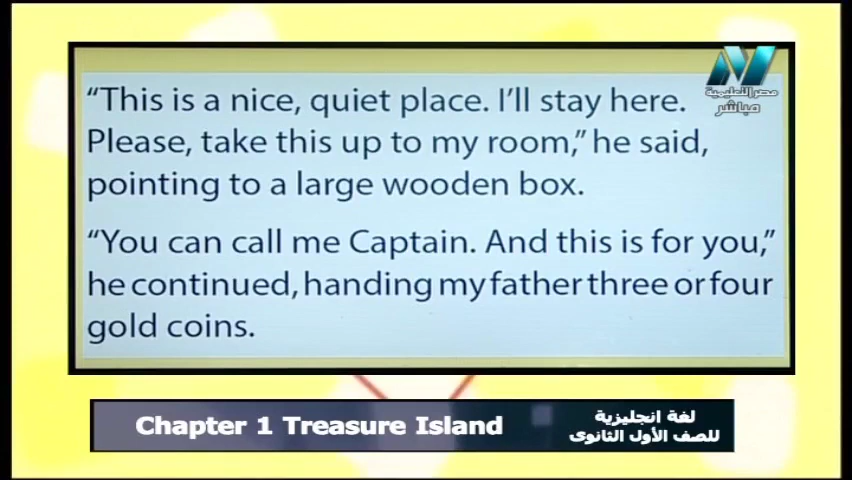 “This is a nice, quiet place. I’ll stay here.
Please, take this up to my room,” he said,
pointing to a large wooden box.
“You can call me Captain. And this is for you,”
he continued, handing my father three or four
gold coins.
مصر التعليمية
مباشر
Chapter 1 Treasure Island
لغة انجليزية
للصف الأول الثانوى